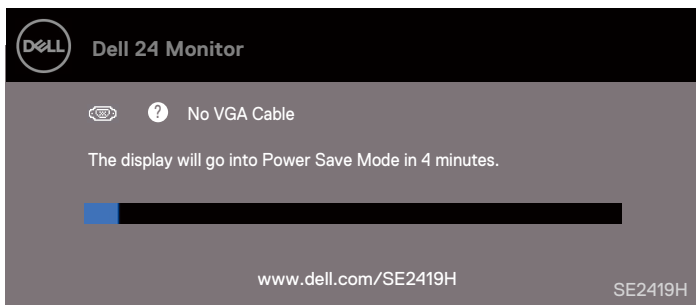 DELL
Dell 24 Monitor
? No VGA Cable
The display will go into Power Save Mode in 4 minutes.
www.dell.com/SE2419H
SE2419H